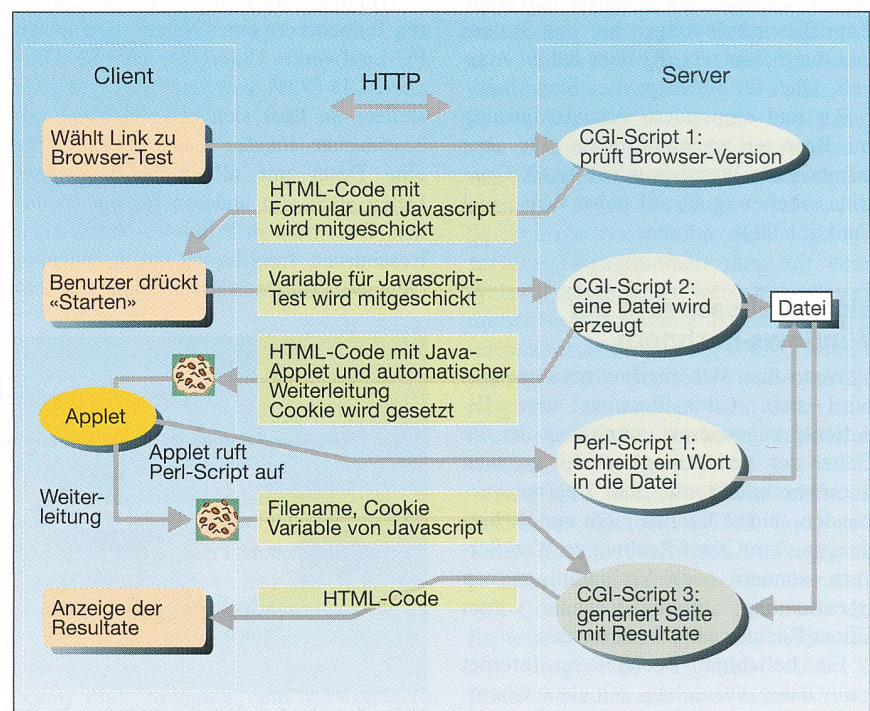 Client
HTTP
Server
Wählt Link zu
Browser-Test
CGI-Script 1:
prüft Browser-Version
HTML-Code mit
Formular und Javascript
wird mitgeschickt
Benutzer drückt
«Starten»
Variable für Javascript-
Test wird mitgeschickt
CGI-Script 2:
eine Datei wird
erzeugt
Datei
HTML-Code mit Java-
Applet und automatischer
Weiterleitung
Cookie wird gesetzt
Applet
Applet ruft
Perl-Script auf
Perl-Script 1:
schreibt ein Wort
in die Datei
Weiter-
leitung
Filename, Cookie
Variable von Javascript
Anzeige der
Resultate
HTML-Code
CGI-Script 3:
generiert Seite
mit Resultate